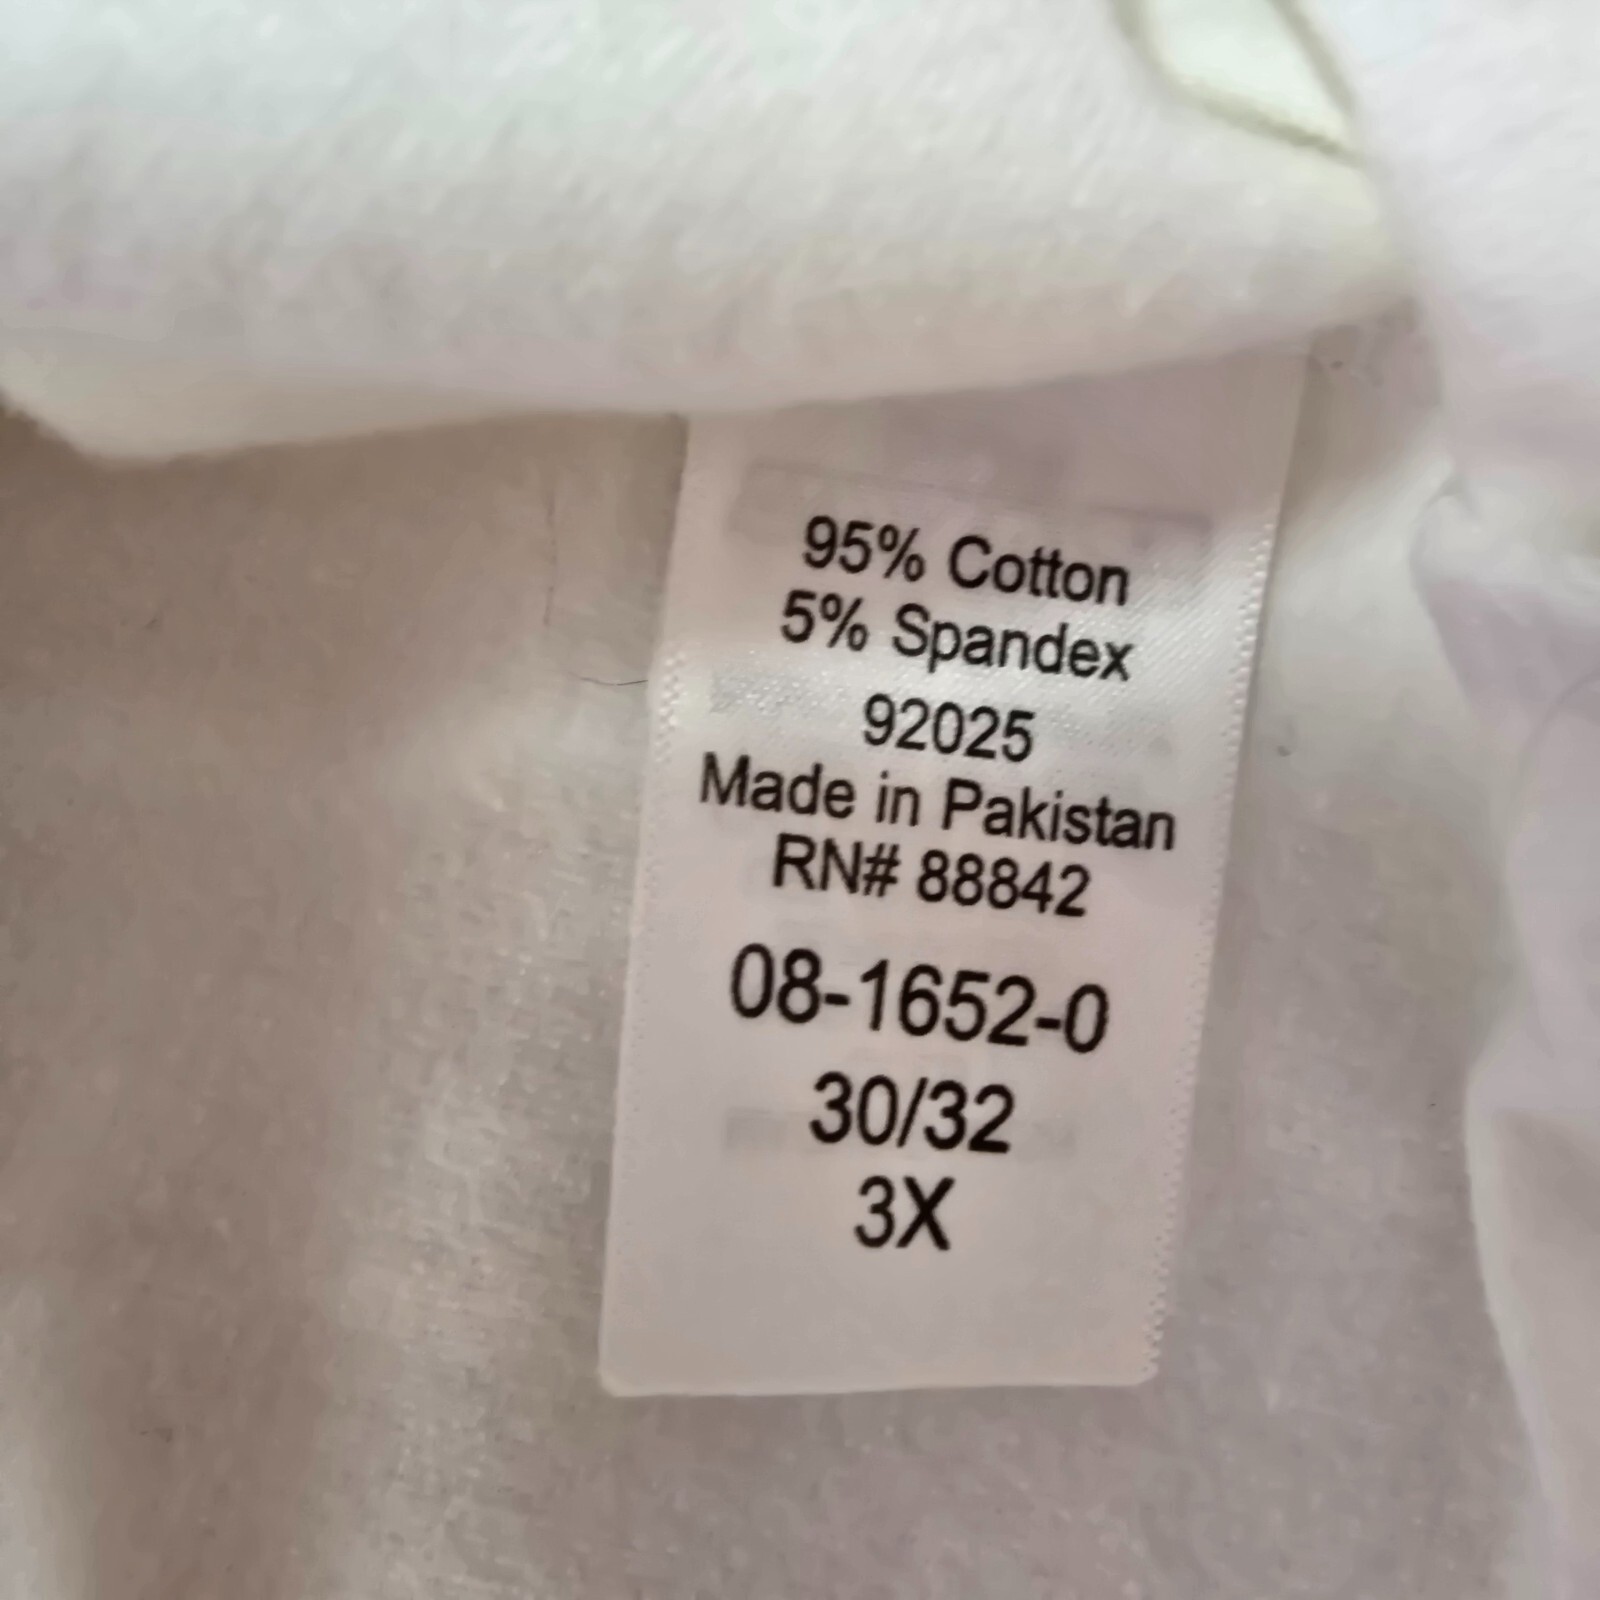 95% Cotton
5% Spandex
92025
Made in Pakistan
RN# 88842
08-1652-0
30/32
3X